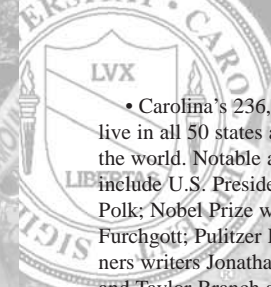 LVX
LIBERTAS
• Carolina's 236,
live in all 50 states a
the world. Notable a
include U.S. Preside
Polk; Nobel Prize w
Furchgott; Pulitzer P
ners writers Jonatha
and Taylor Branch